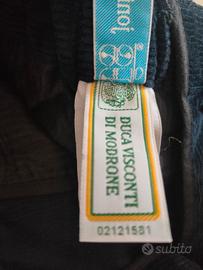 DUCA VISCONTI
DI MODRONE
02121581
subito